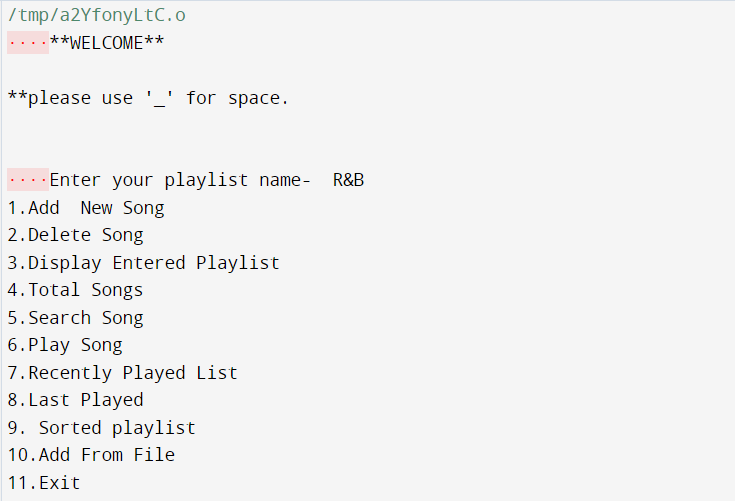 /tmp/a2YfonyLtC.o
····**WELCOME**
**please use '_' for space.
····Enter your playlist name-  R&B
1.Add  New Song
2.Delete Song
3.Display Entered Playlist
4.Total Songs
5.Search Song
6.Play Song
7.Recently Played List
8.Last Played
9. Sorted playlist
10.Add From File
11.Exit